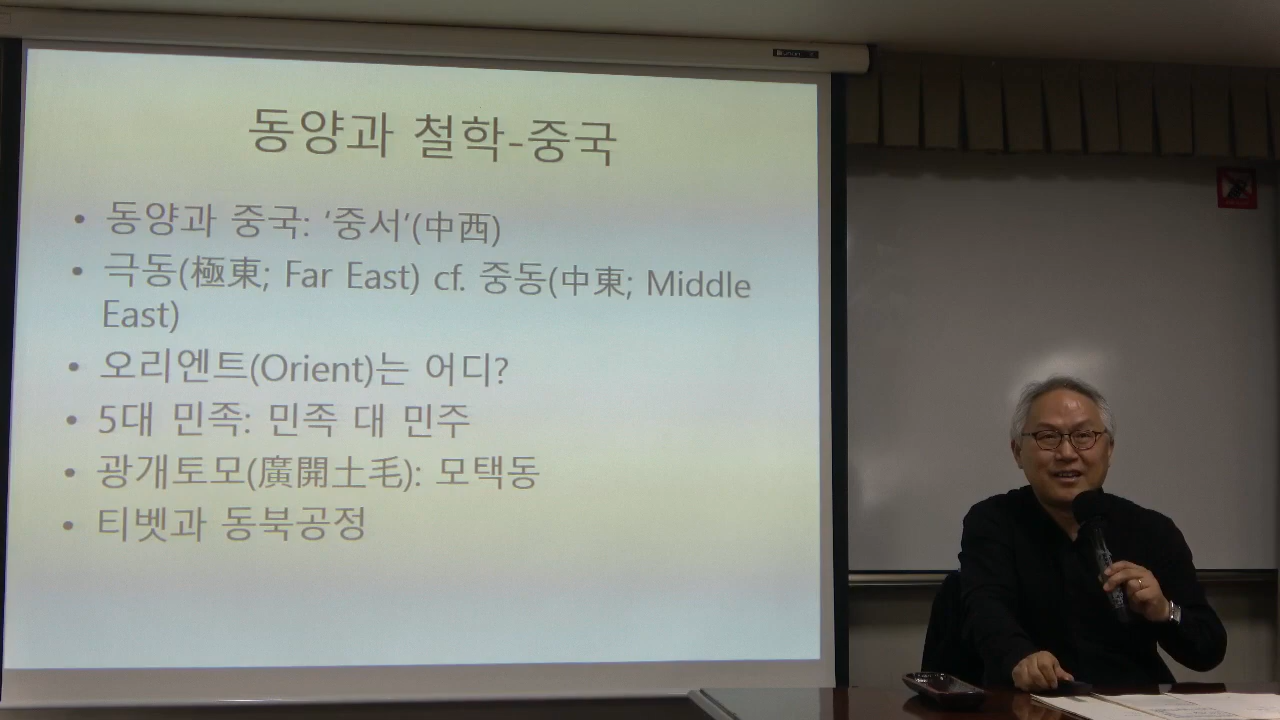 동양과 철학-중국
• 동양과 중국: '중서'(中西)
• 극동(極東; Far East) cf. 중동(中東; Middle
East)
• 오리엔트(Orient)는 어디?
• 5대 민족: 민족 대 민주
• 광개토모(廣開土毛): 모택동
• 티벳과 동북공정